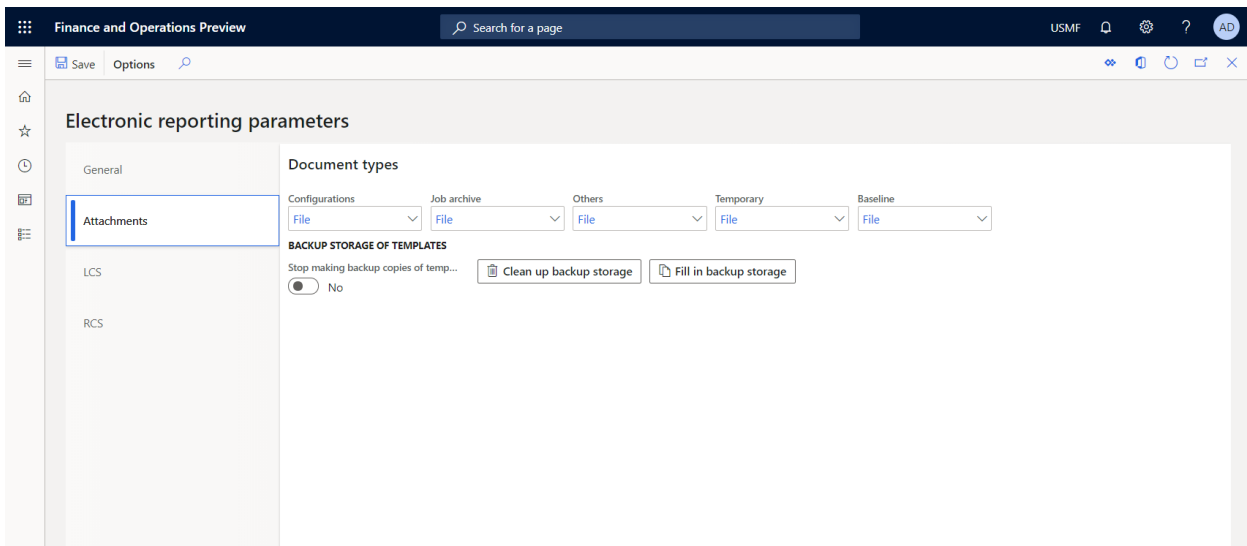 Finance and Operations Preview
Search for a page
USMF
?
AD
Save
Options
Electronic reporting parameters
General
Attachments
LCS
RCS
Document types
Configurations
Job archive
Others
Temporary
Baseline
File
File
File
File
File
BACKUP STORAGE OF TEMPLATES
Stop making backup copies of temp...
No
Clean up backup storage
Fill in backup storage